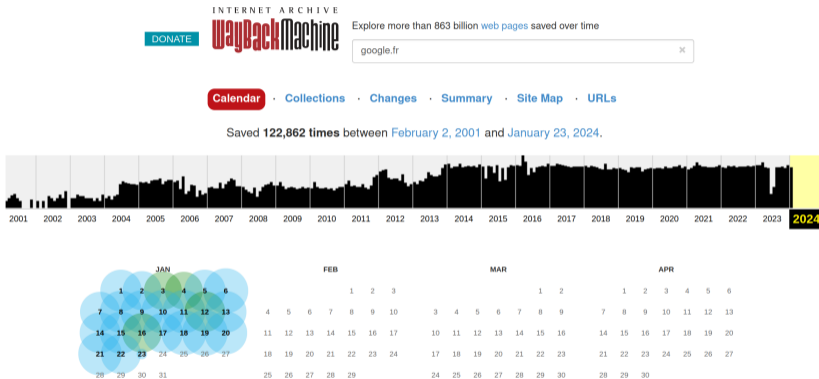 INTERNET ARCHIVE
WayBackMachine
DONATE
Explore more than 863 billion web pages saved over time
google.fr
Calendar · Collections · Changes · Summary · Site Map · URLs
Saved 122,862 times between February 2, 2001 and January 23, 2024.
2001 2002 2003 2004 2005 2006 2007 2008 2009 2010 2011 2012 2013 2014 2015 2016 2017 2018 2019 2020 2021 2022 2023 2024
JAN
1 2 3 4 5 6
7 8 9 10 11 12 13
14 15 16 17 18 19 20
21 22 23 24 25 26 27
28 29 30 31
FEB
1 2 3
4 5 6 7 8 9 10
11 12 13 14 15 16 17
18 19 20 21 22 23 24
25 26 27 28 29
MAR
1 2
3 4 5 6 7 8 9
10 11 12 13 14 15 16
17 18 19 20 21 22 23
24 25 26 27 28 29 30
APR
1 2 3 4 5 6
7 8 9 10 11 12 13
14 15 16 17 18 19 20
21 22 23 24 25 26 27
28 29 30